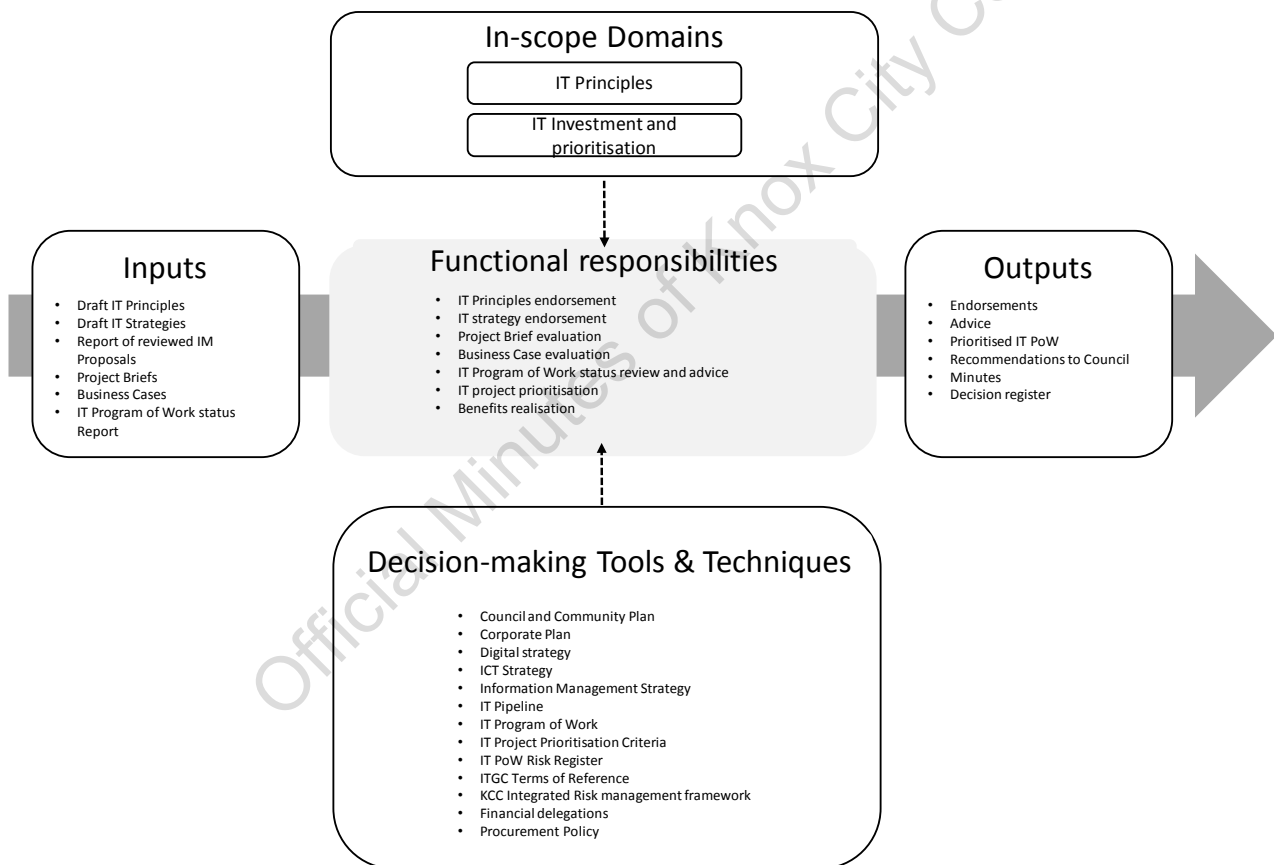 In-scope Domains
IT Principles
IT Investment and
prioritisation
Inputs
• Draft IT Principles
• Draft IT Strategies
• Report of reviewed IM
Proposals
• Project Briefs
• Business Cases
• IT Program of Work status
Report
Functional responsibilities
• IT Principles endorsement
• IT strategy endorsement
• Project Brief evaluation
• Business Case evaluation
• IT Program of Work status review and advice
• IT project prioritisation
• Benefits realisation
Outputs
• Endorsements
• Advice
• Prioritised IT PoW
• Recommendations to Council
• Minutes
• Decision register
Decision-making Tools & Techniques
• Council and Community Plan
• Corporate Plan
• Digital strategy
• ICT Strategy
• Information Management Strategy
• IT Pipeline
• IT Program of Work
• IT Project Prioritisation Criteria
• IT PoW Risk Register
• ITGC Terms of Reference
• KCC Integrated Risk management framework
• Financial delegations
• Procurement Policy
Official Minutes of Knox City